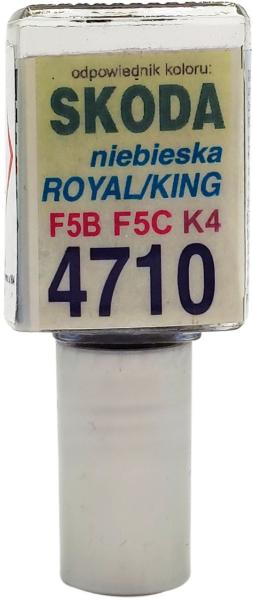 odpowiednik koloru:
SKODA
niebieska
ROYAL/KING
F5B F5C K4
4710